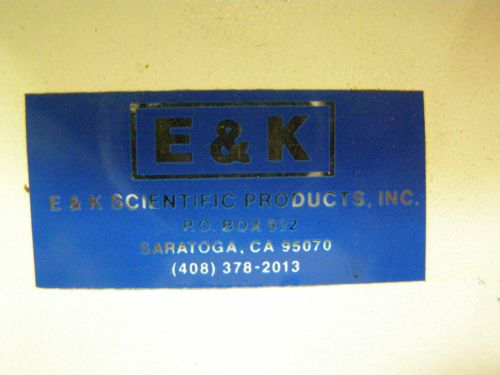 E & K
E & K SCIENTIFIC PRODUCTS, INC.
P.O. BOX 822
SARATOGA, CA 95070
(408) 378-2013